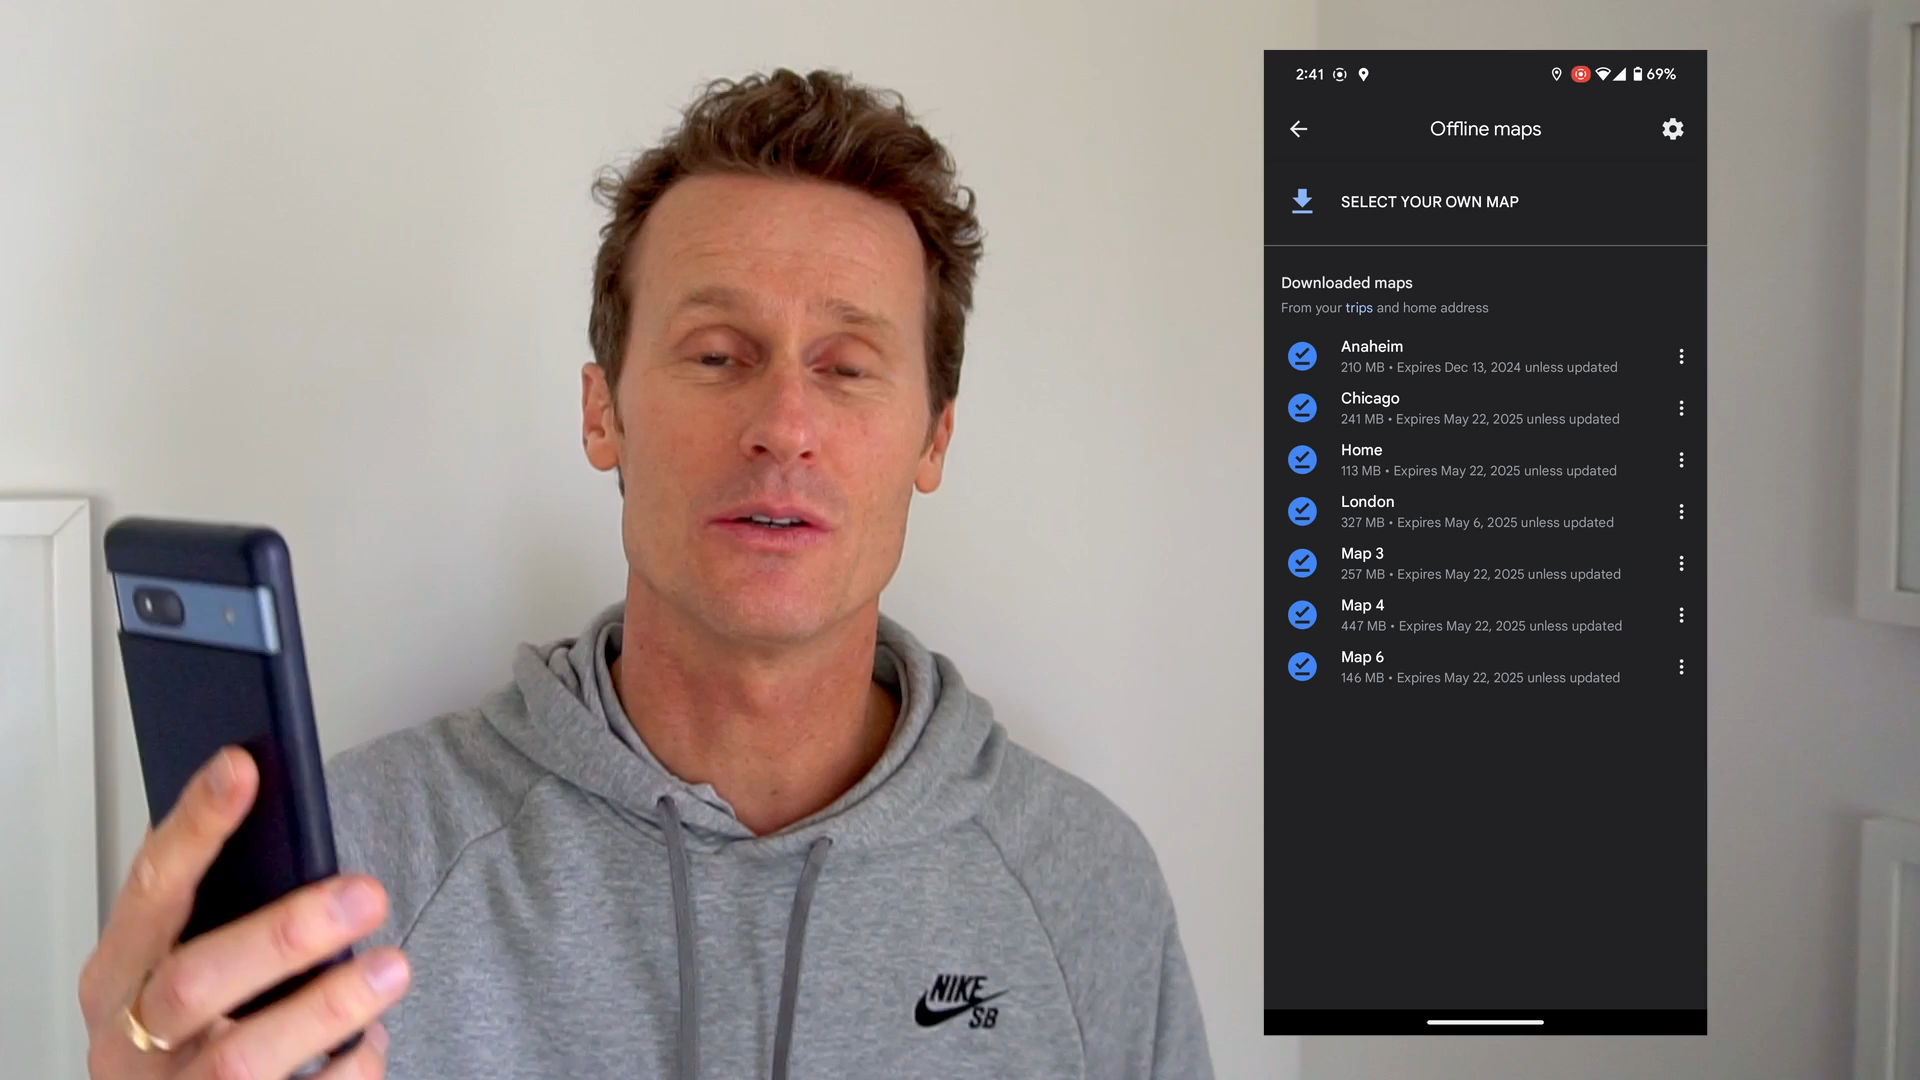 2:41
69%
Offline maps
SELECT YOUR OWN MAP
Downloaded maps
From your trips and home address
Anaheim
210 MB • Expires Dec 13, 2024 unless updated
Chicago
241 MB • Expires May 22, 2025 unless updated
Home
113 MB • Expires May 22, 2025 unless updated
London
327 MB • Expires May 6, 2025 unless updated
Map 3
257 MB • Expires May 22, 2025 unless updated
Map 4
447 MB • Expires May 22, 2025 unless updated
Map 6
146 MB • Expires May 22, 2025 unless updated
NIKE
SB